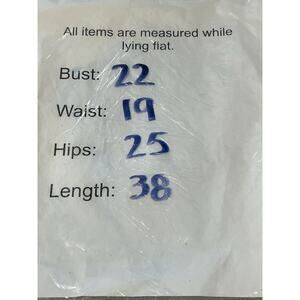 All items are measured while
lying flat.
Bust: 22
Waist: 19
Hips: 25
Length: 38